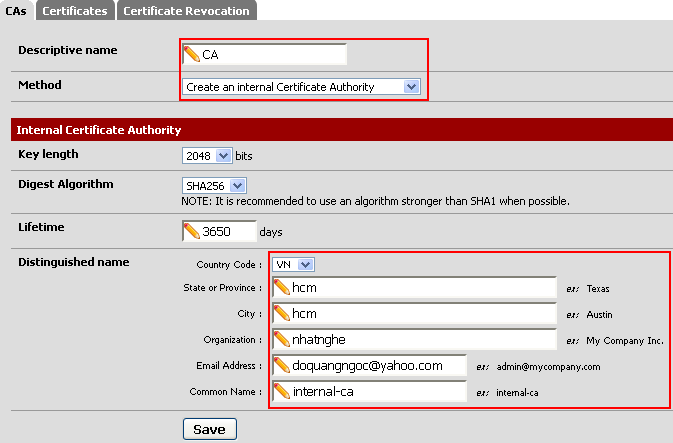 CAs Certificates Certificate Revocation
Descriptive name CA
Method Create an internal Certificate Authority
Internal Certificate Authority
Key length 2048 bits
Digest Algorithm SHA256
NOTE: It is recommended to use an algorithm stronger than SHA1 when possible.
Lifetime 3650 days
Distinguished name Country Code : VN
State or Province : hcm ex: Texas
City : hcm ex: Austin
Organization : nhatnghe ex: My Company Inc.
Email Address : doquangngoc@yahoo.com ex: admin@mycompany.com
Common Name : internal-ca ex: internal-ca
Save